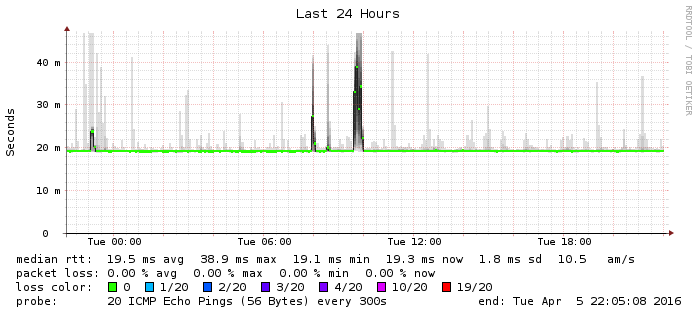 Last 24 Hours
RRDTOOL / TOBI OETIKER
Seconds
40 m
30 m
20 m
10 m
0
Tue 00:00 Tue 06:00 Tue 12:00 Tue 18:00
median rtt: 19.5 ms avg 38.9 ms max 19.1 ms min 19.3 ms now 1.8 ms sd 10.5 am/s
packet loss: 0.00 % avg 0.00 % max 0.00 % min 0.00 % now
loss color: 0 1/20 2/20 3/20 4/20 10/20 19/20
probe: 20 ICMP Echo Pings (56 Bytes) every 300s end: Tue Apr 5 22:05:08 2016